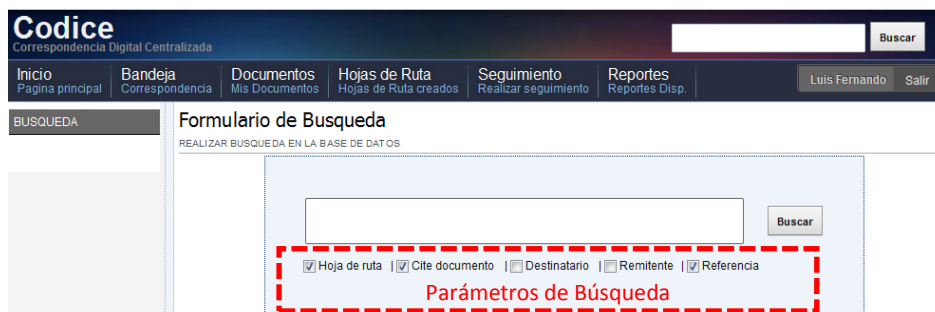 Codice
Correspondencia Digital Centralizada
Buscar
Inicio Bandeja Documentos Hojas de Ruta Seguimiento Reportes
Pagina principal Correspondencia Mis Documentos Hojas de Ruta creados Realizar seguimiento Reportes Disp.
Luis Fernando Salir
BUSQUEDA
Formulario de Busqueda
REALIZAR BUSQUEDA EN LA BASE DE DATOS
Buscar
Hoja de ruta | Cite documento | Destinatario | Remitente | Referencia
Parámetros de Búsqueda